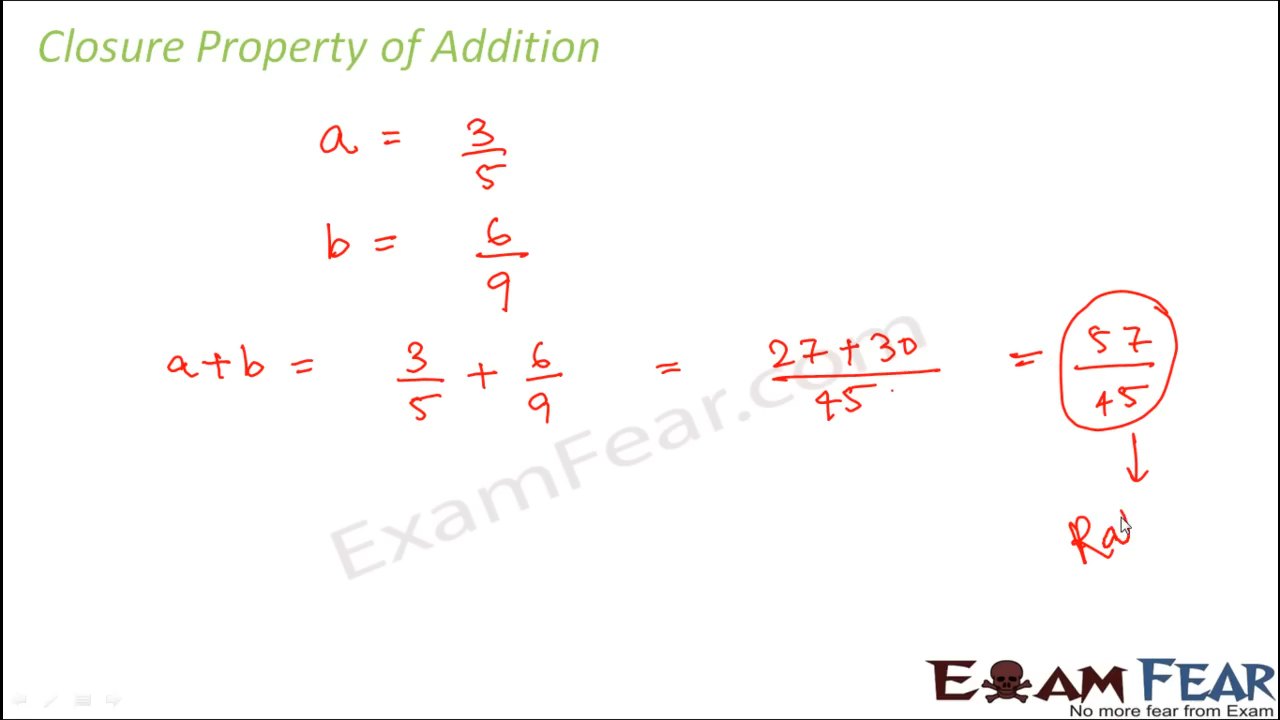 Closure Property of Addition
a = 3/5
b = 6/9
a+b = 3/5 + 6/9 = 27+30/45 = 57/45
Ra
ExamFear.com
EXAM FEAR
No more fear from Exam